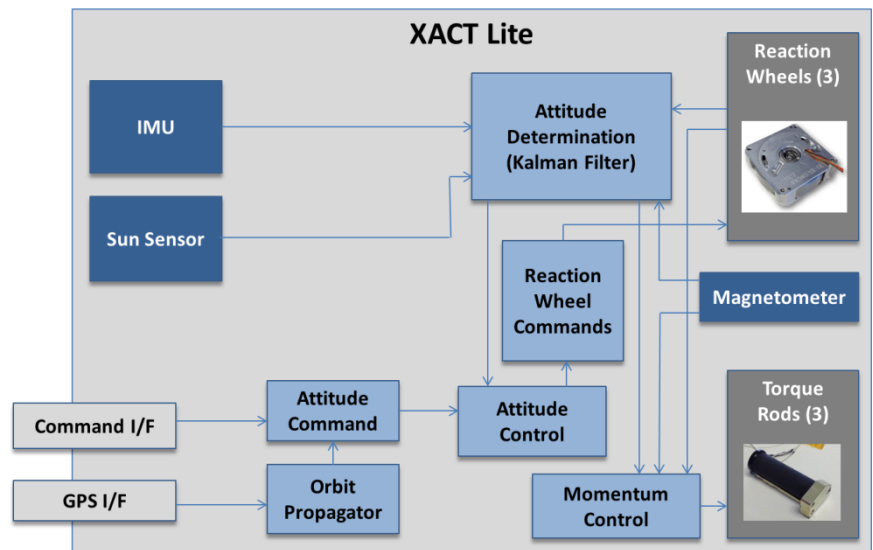 XACT Lite
Reaction
Wheels (3)
IMU
Attitude
Determination
(Kalman Filter)
Sun Sensor
Reaction
Wheel
Commands
Magnetometer
Command I/F
Attitude
Command
Attitude
Control
Torque
Rods (3)
GPS I/F
Orbit
Propagator
Momentum
Control